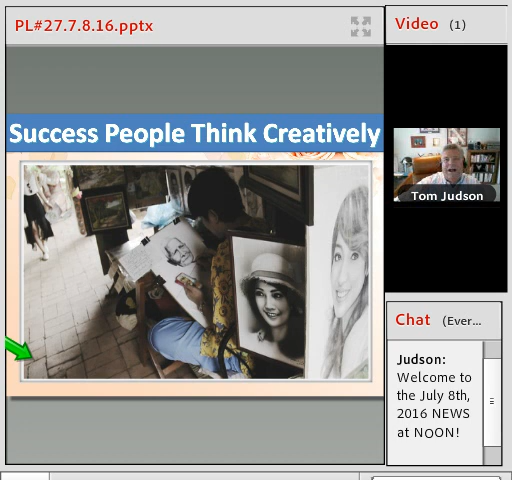 PL#27.7.8.16.pptx
Success People Think Creatively
Video (1)
Tom Judson
Chat (Ever...
Judson:
Welcome to
the July 8th,
2016 NEWS
at NOON!